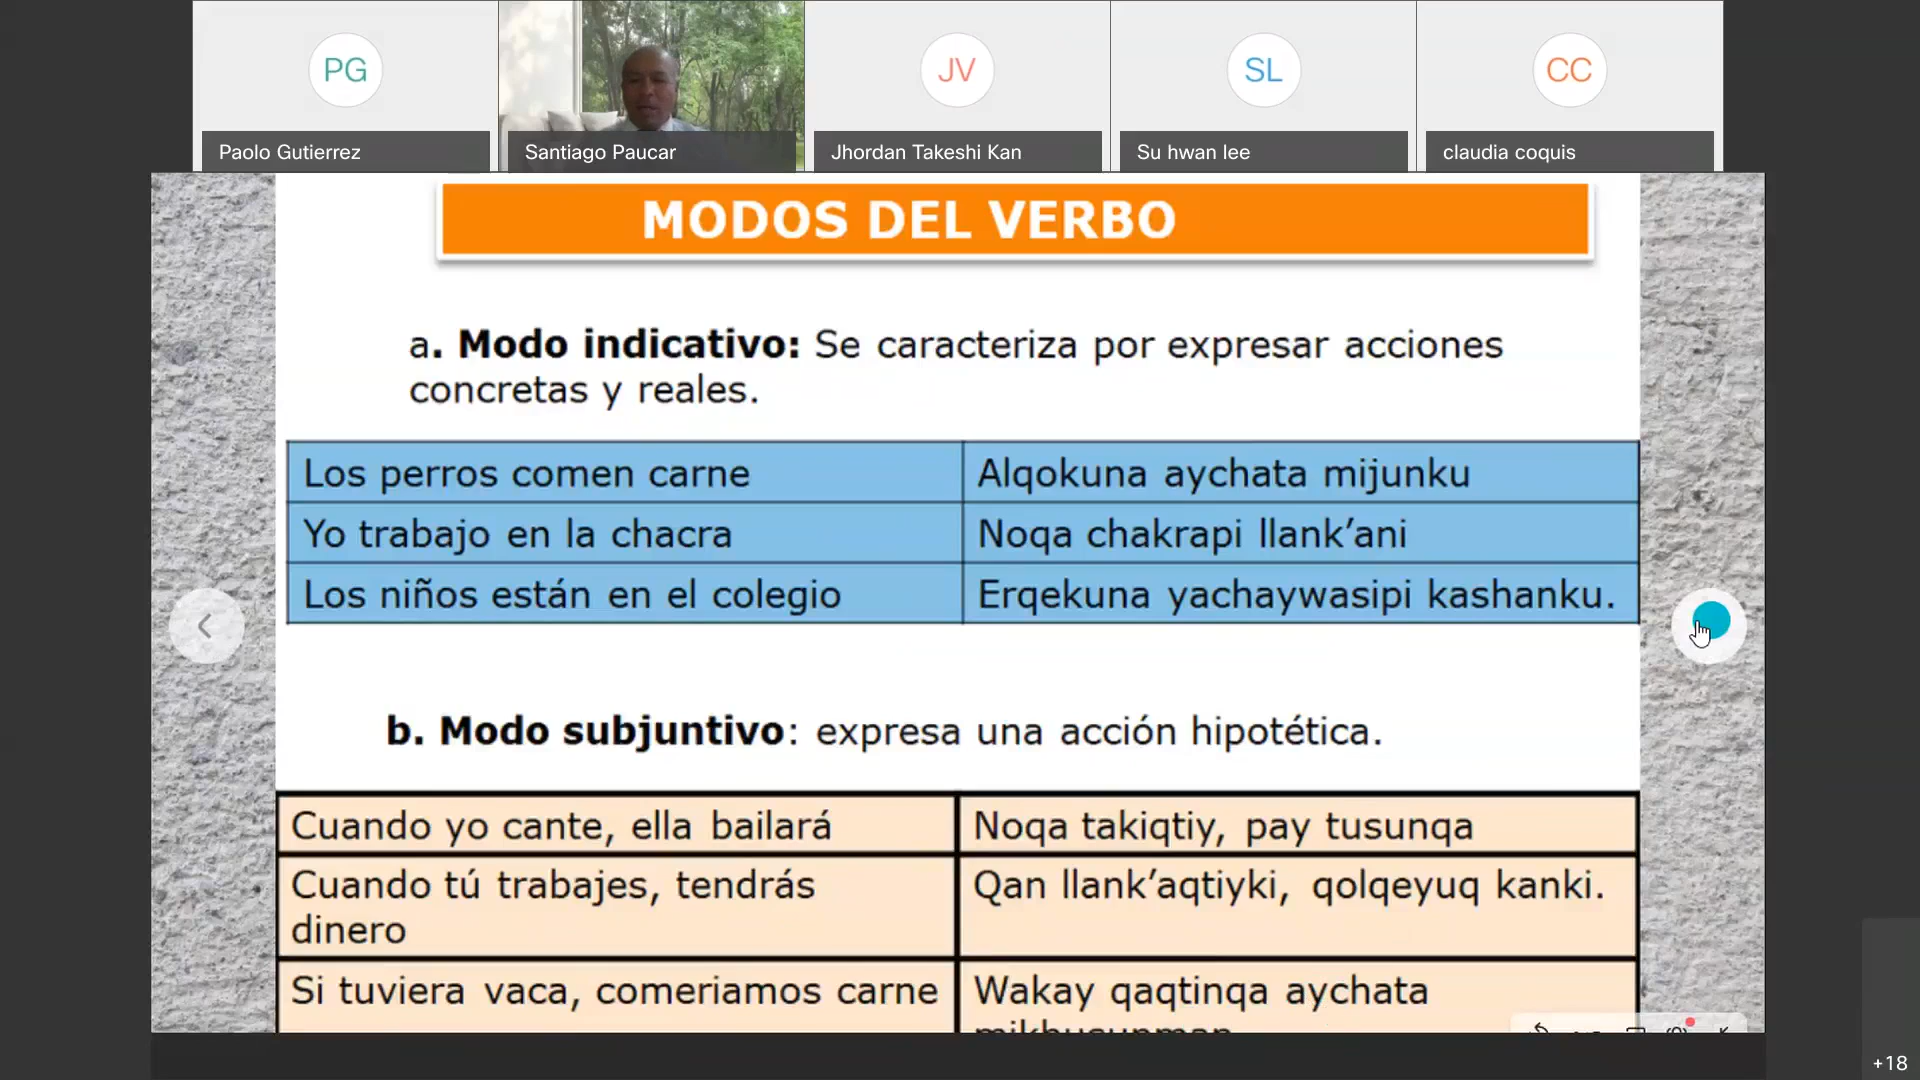 PG
JV
SL
CC
Paolo Gutierrez
Santiago Paucar
Jhordan Takeshi Kan
Su hwan lee
claudia coquis
MODOS DEL VERBO
a. Modo indicativo: Se caracteriza por expresar acciones
concretas y reales.
Los perros comen carne
Alqokuna aychata mijunku
Yo trabajo en la chacra
Noqa chakrapi llank’ani
Los niños están en el colegio
Erqekuna yachaywasipi kashanku.
b. Modo subjuntivo: expresa una acción hipotética.
Cuando yo cante, ella bailará
Noqa takiqtiy, pay tusunqa
Cuando tú trabajes, tendrás
dinero
Qan llank’aqtiyki, qolqeyuq kanki.
Si tuviera vaca, comeriamos carne
Wakay qaqtinqa aychata
+18